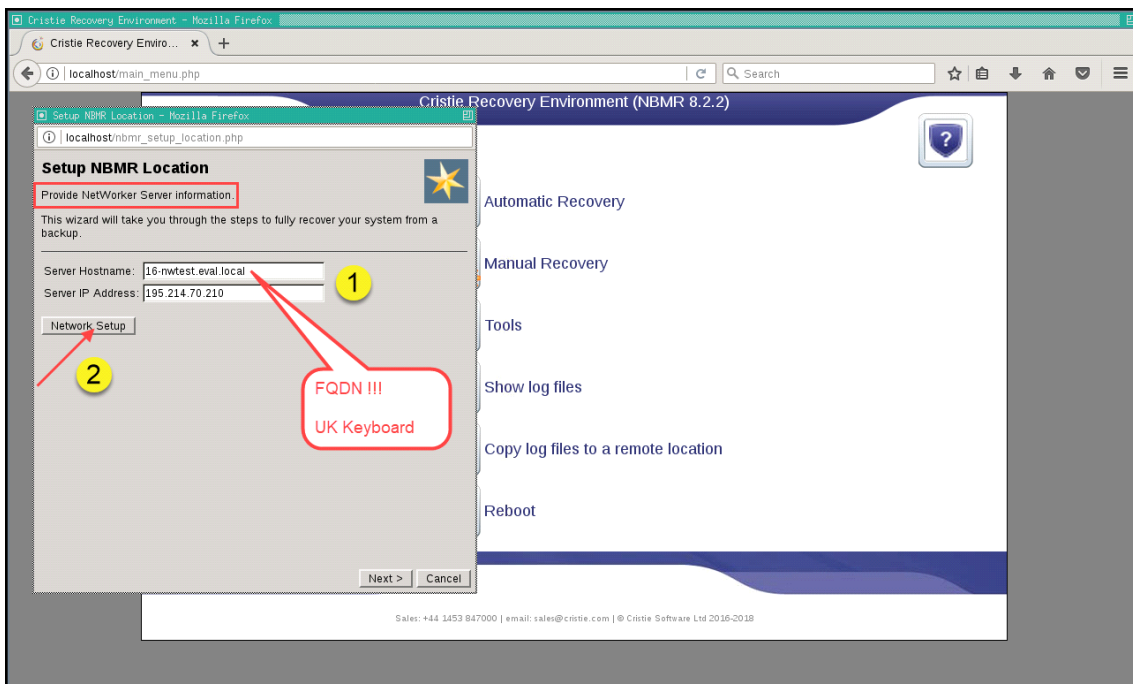 Cristie Recovery Environment - Mozilla Firefox
Cristie Recovery Enviro...
localhost/main_menu.php
Search
Cristie Recovery Environment (NBMR 8.2.2)
Setup NBMR Location - Mozilla Firefox
localhost/nbmr_setup_location.php
Setup NBMR Location
Provide NetWorker Server information.
This wizard will take you through the steps to fully recover your system from a
backup.
Server Hostname: 16-nwtest.eval.local
Server IP Address: 195.214.70.210
1
Network Setup
2
FQDN !!!
UK Keyboard
Next > Cancel
?
Automatic Recovery
Manual Recovery
Tools
Show log files
Copy log files to a remote location
Reboot
Sales: +44 1453 847000 | email: sales@cristie.com | © Cristie Software Ltd 2016-2018